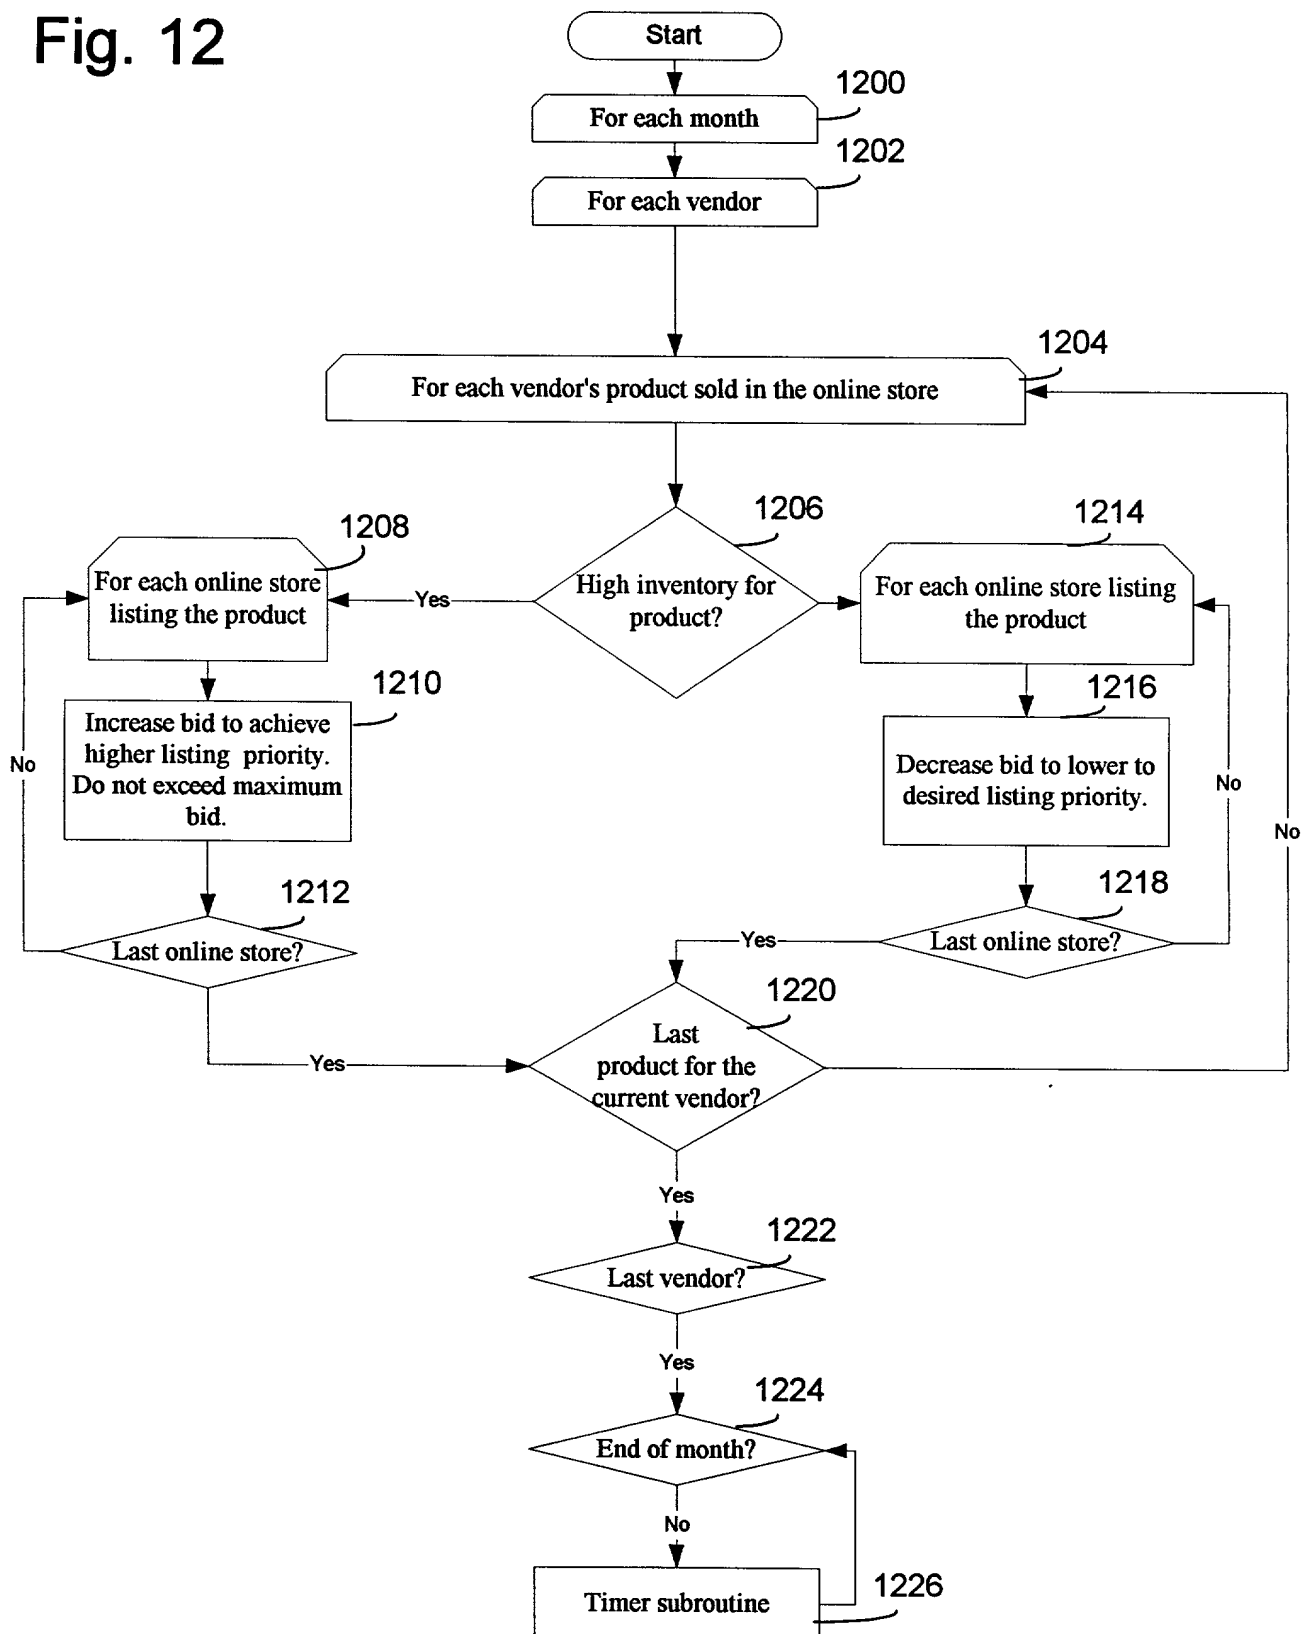 Fig. 12
Start
1200
For each month
1202
For each vendor
1204
For each vendor's product sold in the online store
1206
High inventory for
product?
1208
For each online store
listing the product
Yes
1214
For each online store listing
the product
1210
Increase bid to achieve
higher listing priority.
Do not exceed maximum
bid.
No
1216
Decrease bid to lower to
desired listing priority.
No
No
1212
Last online store?
1218
Last online store?
Yes
1220
Last
product for the
current vendor?
Yes
Yes
1222
Last vendor?
Yes
1224
End of month?
No
Timer subroutine
1226